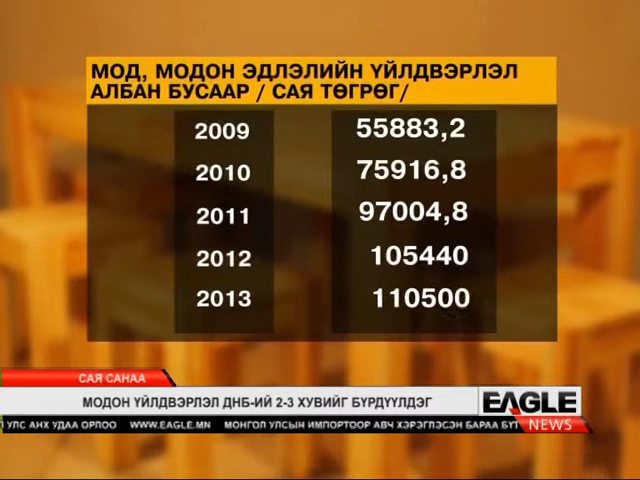 МОД, МОДОН ЭДЛЭЛИЙН ҮЙЛДВЭРЛЭЛ
АЛБАН БУСААР / САЯ ТӨГРӨГ/
2009 55883,2
2010 75916,8
2011 97004,8
2012 105440
2013 110500
САЯ САНАА
МОДОН ҮЙЛДВЭРЛЭЛ ДНБ-ИЙ 2-3 ХУВИЙГ БҮРДҮҮЛДЭГ
EAGLE
NEWS
УЛС АНХ УДАА ОРЛОО WWW.EAGLE.MN МОНГОЛ УЛСЫН ИМПОРТООР АВЧ ХЭРЭГЛЭСЭН БАРАА БҮТ